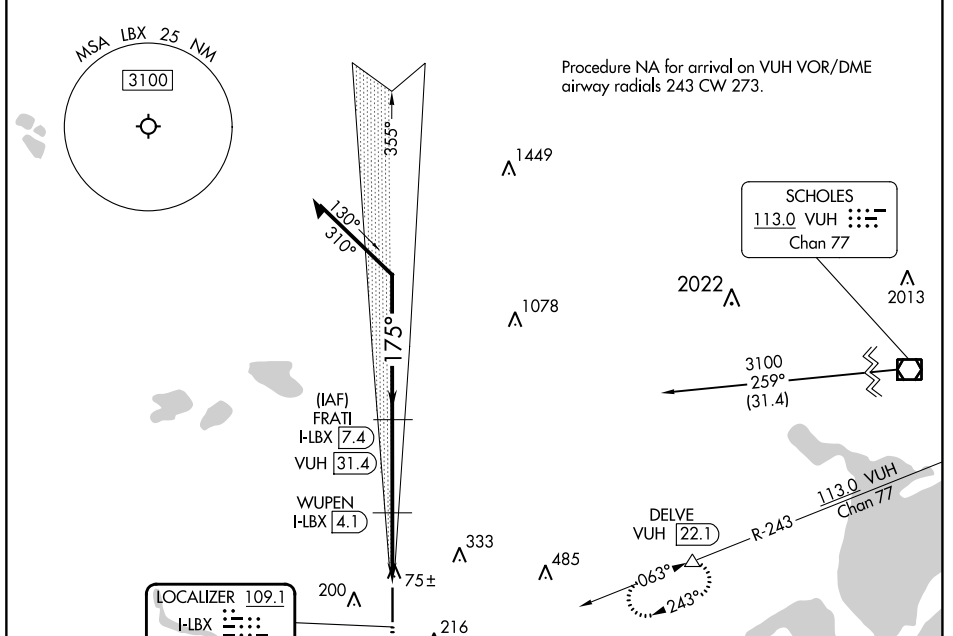 MSA LBX 25 NM
3100
Procedure NA for arrival on VUH VOR/DME
airway radials 243 CW 273.
355°
1449
130°
310°
SCHOLES
113.0 VUH
Chan 77
2022
2013
1078
175°
3100
259°
(31.4)
(IAF)
FRATI
I-LBX 7.4
VUH 31.4
WUPEN
I-LBX 4.1
113.0 VUH
Chan 77
R-243
DELVE
VUH 22.1
333
485
063°
243°
75±
200
LOCALIZER 109.1
I-LBX
216